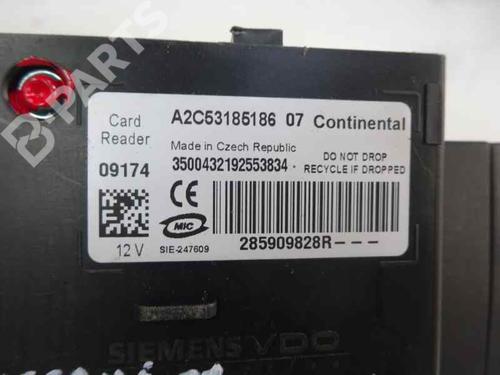 B-PARTS
Card Reader
A2C53185186 07 Continental
Made in Czech Republic
09174
3500432192553834
DO NOT DROP
RECYCLE IF DROPPED
CE
MIC
12 V
SIE-247609
285909828R---
SIEMENS VDO